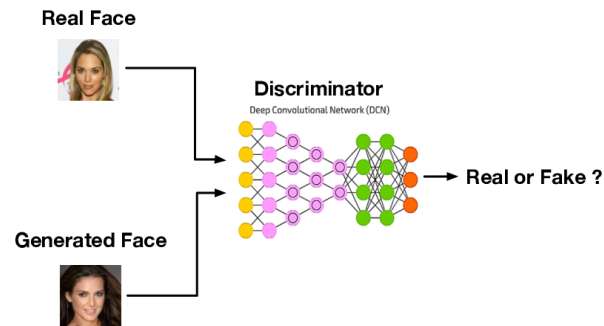 Real Face
Discriminator
Deep Convolutional Network (DCN)
Real or Fake ?
Generated Face